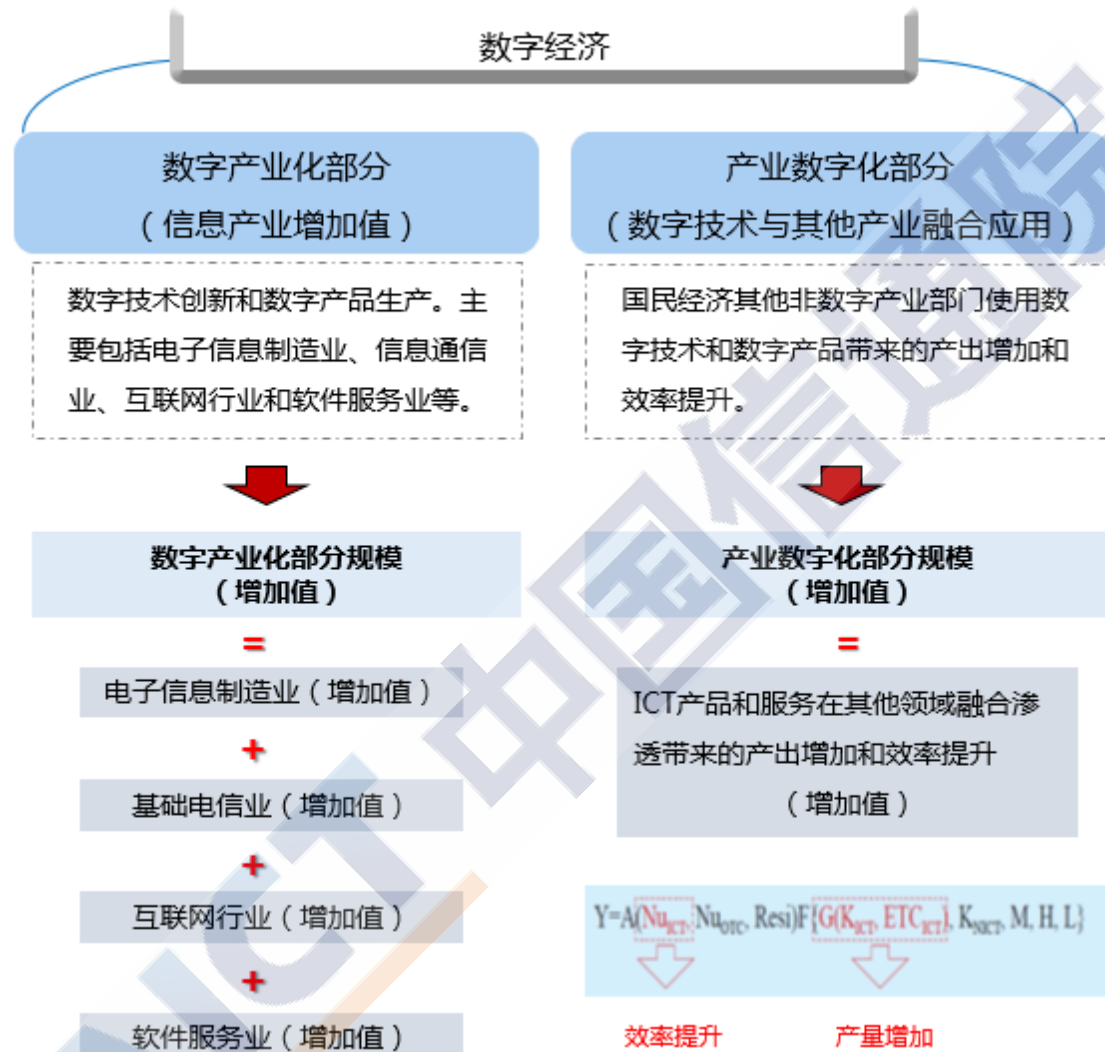 数字经济
数字产业化部分
（信息产业增加值）
数字技术创新和数字产品生产。主
要包括电子信息制造业、信息通信
业、互联网行业和软件服务业等。
数字产业化部分规模
（增加值）
=
电子信息制造业（增加值）
+
基础电信业（增加值）
+
互联网行业（增加值）
+
软件服务业（增加值）
产业数字化部分
（数字技术与其他产业融合应用）
国民经济其他非数字产业部门使用数
字技术和数字产品带来的产出增加和
效率提升。
产业数字化部分规模
（增加值）
=
ICT产品和服务在其他领域融合渗
透带来的产出增加和效率提升
（增加值）
Y=A(Nu_ICT, Nu_OTC, Resi)F{G(K_ICT, ETC_ICT), K_NICT, M, H, L}
效率提升
产量增加
ICT 中国信通院